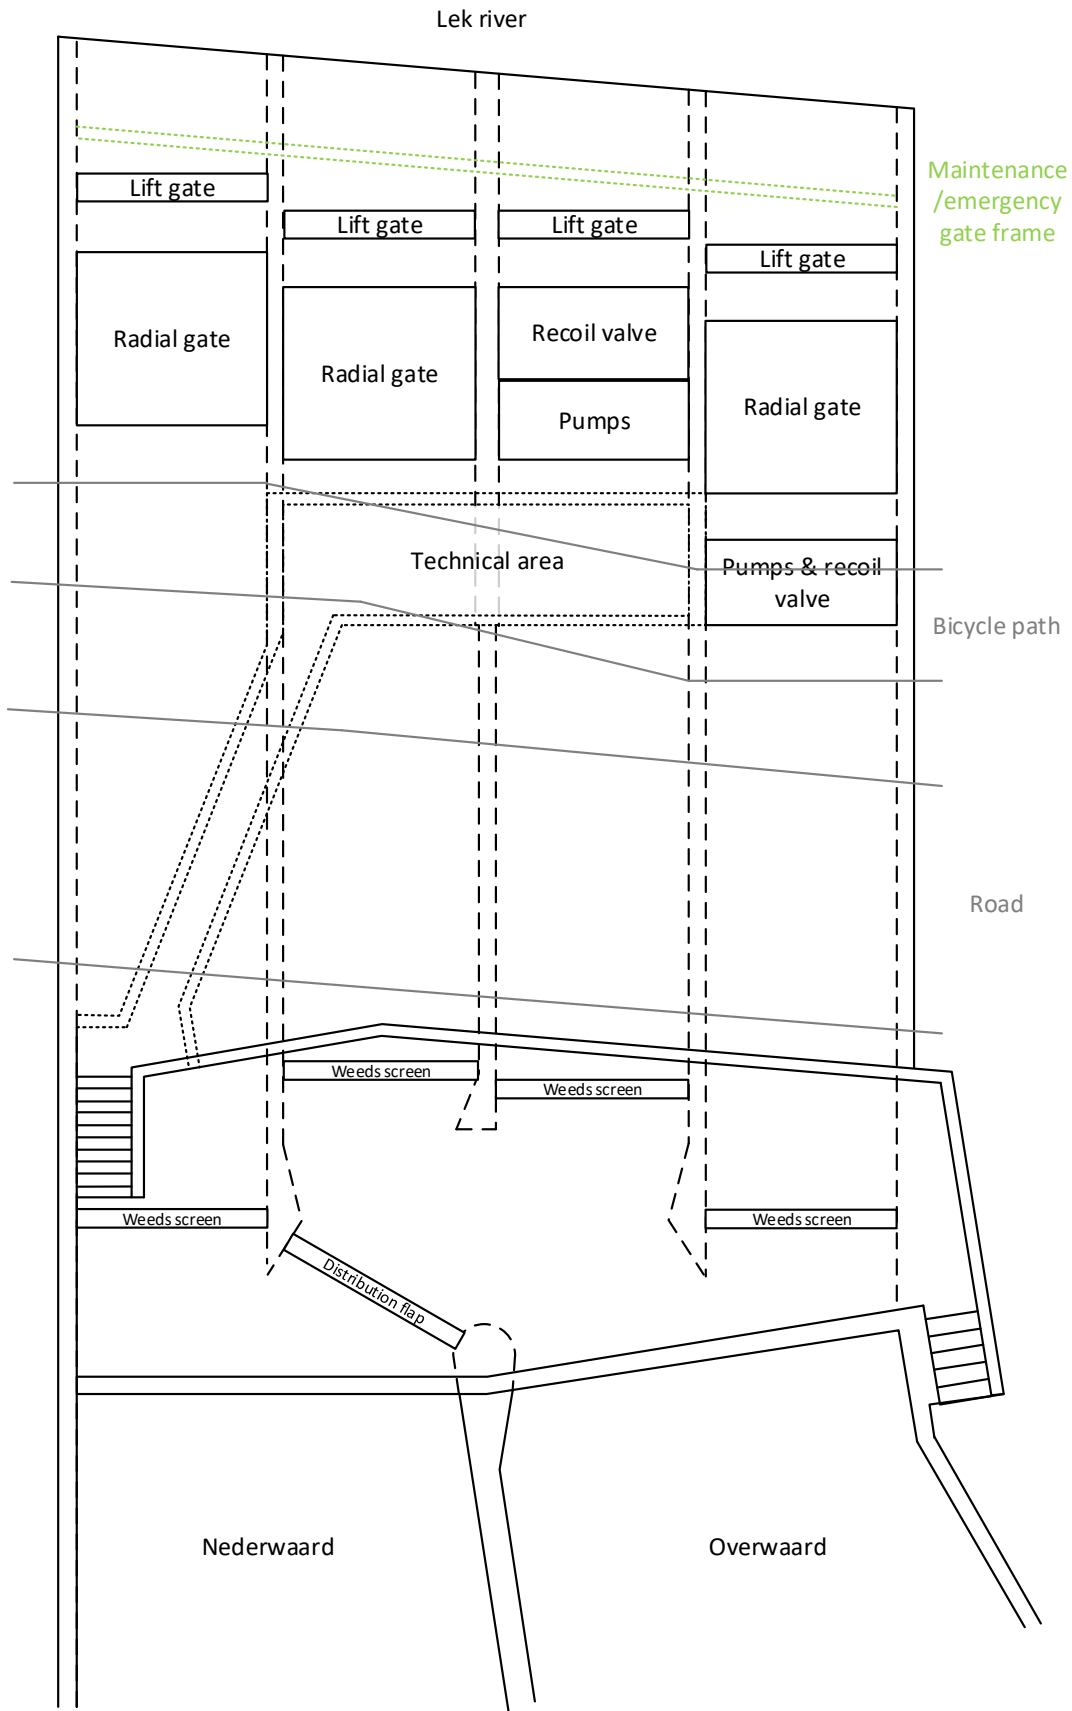 Lek river
Maintenance
/emergency
gate frame
Lift gate
Lift gate
Lift gate
Lift gate
Radial gate
Radial gate
Recoil valve
Pumps
Radial gate
Technical area
Pumps & recoil
valve
Bicycle path
Road
Weeds screen
Weeds screen
Weeds screen
Weeds screen
Distribution flap
Nederwaard
Overwaard